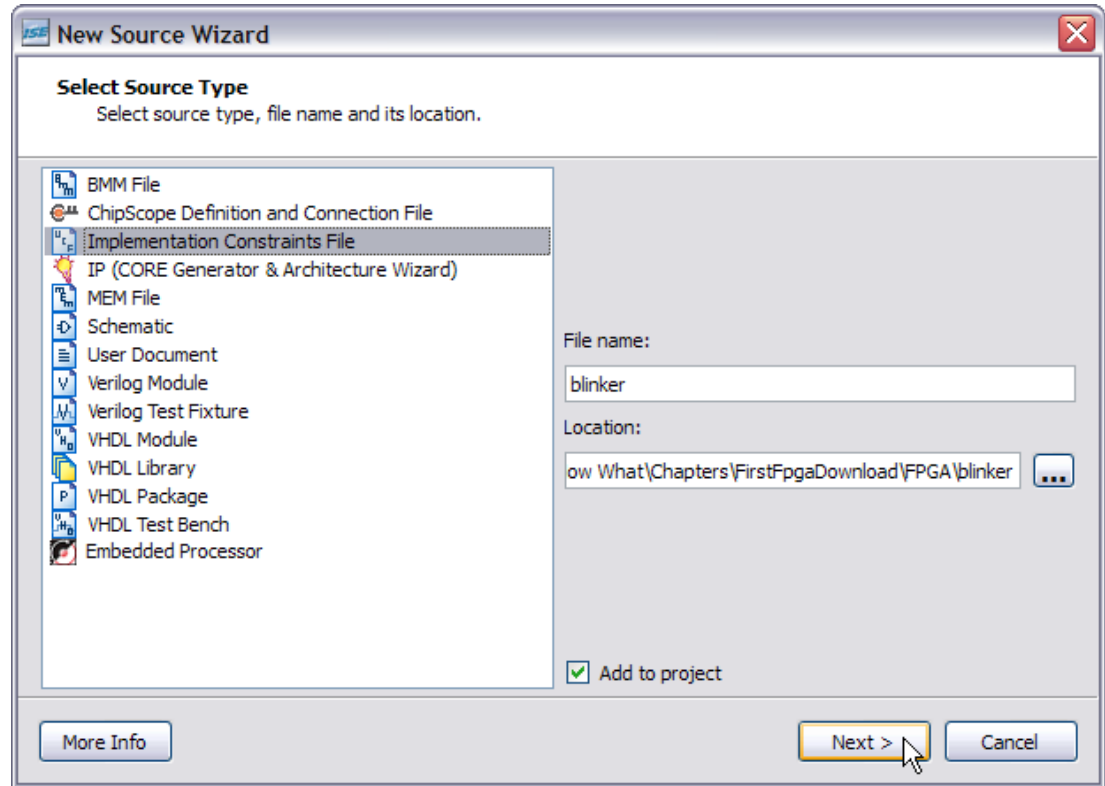 ISE New Source Wizard
Select Source Type
Select source type, file name and its location.
BMM File
ChipScope Definition and Connection File
Implementation Constraints File
IP (CORE Generator & Architecture Wizard)
MEM File
Schematic
User Document
Verilog Module
Verilog Test Fixture
VHDL Module
VHDL Library
VHDL Package
VHDL Test Bench
Embedded Processor
File name:
blinker
Location:
ow What\Chapters\FirstFpgaDownload\FPGA\blinker
...
Add to project
More Info
Next >
Cancel